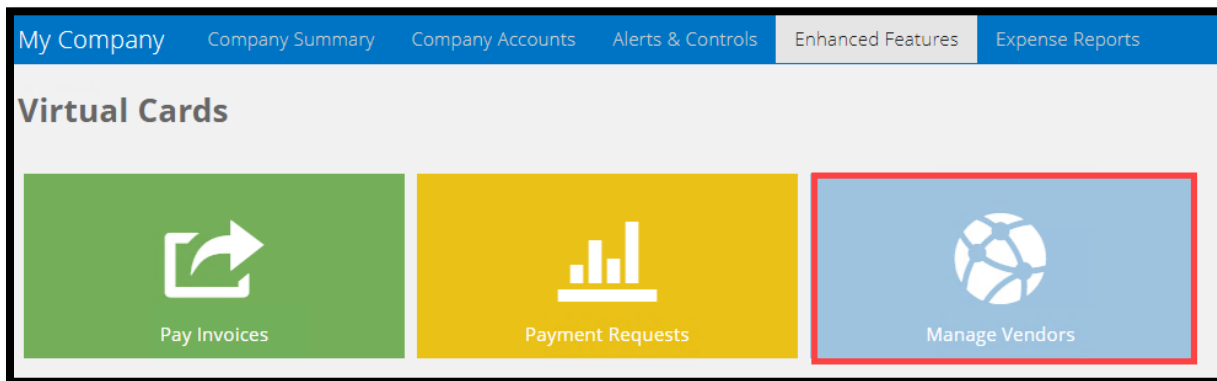 My Company Company Summary Company Accounts Alerts & Controls Enhanced Features Expense Reports
Virtual Cards
Pay Invoices Payment Requests Manage Vendors